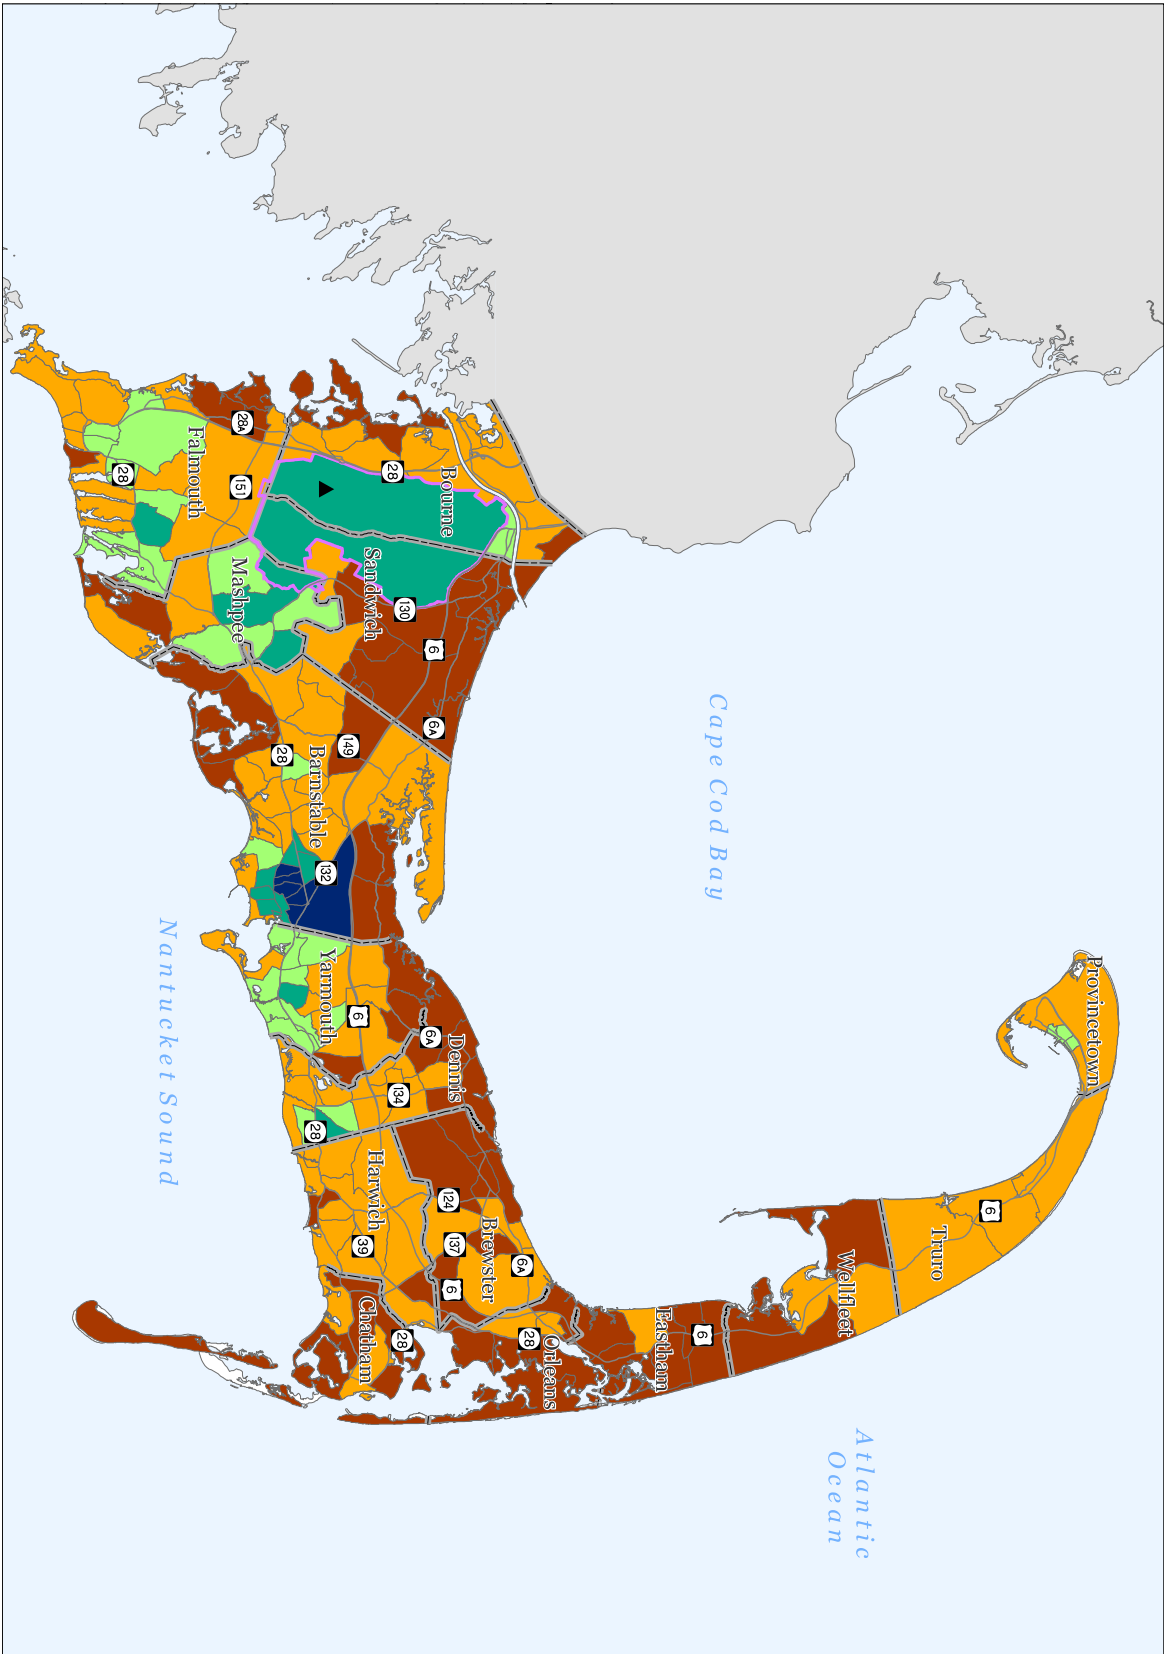 Provincetown
6
Truro
Wellfleet
Cape Cod Bay
Atlantic
Ocean
6
Eastham
Bourne
28
Sandwich
130
6
6A
6A
Dennis
134
124
137
Brewster
6A
6
28
Orleans
28A
151
Falmouth
28
Mashpee
149
28
Barnstable
132
Yarmouth
6
28
Harwich
39
Chatham
28
Nantucket Sound